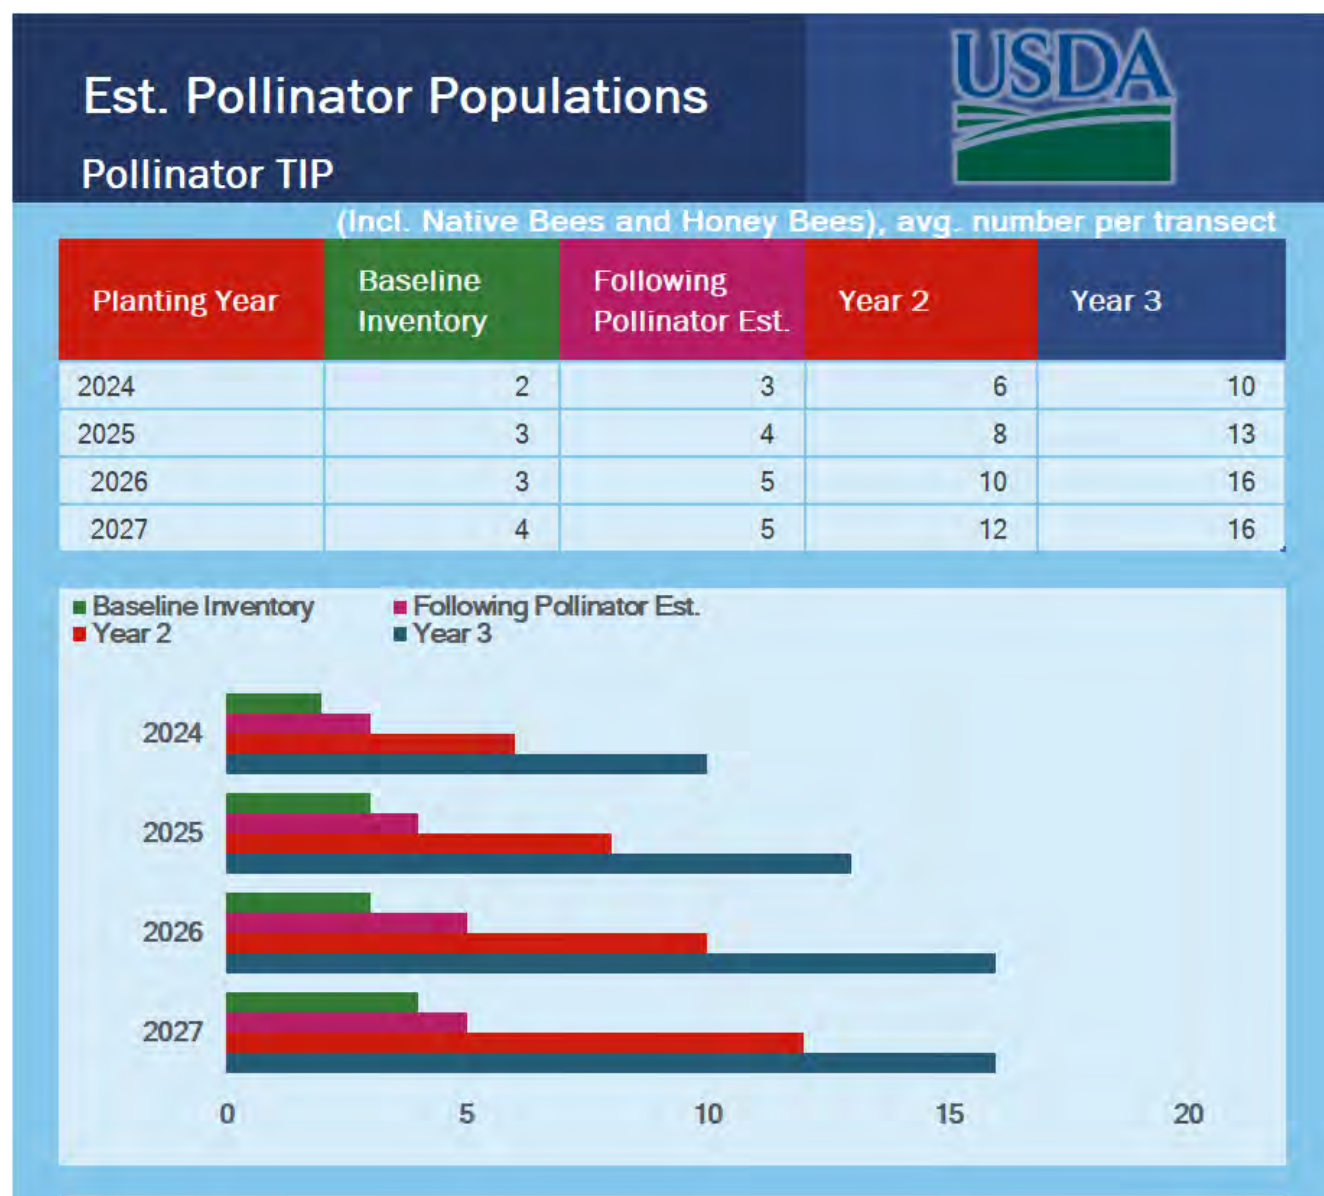 Est. Pollinator Populations
USDA
Pollinator TIP
(Incl. Native Bees and Honey Bees), avg. number per transect
Planting Year Baseline Inventory Following Pollinator Est. Year 2 Year 3
2024 2 3 6 10
2025 3 4 8 13
2026 3 5 10 16
2027 4 5 12 16
Baseline Inventory Following Pollinator Est.
Year 2 Year 3
2024
2025
2026
2027
0 5 10 15 20